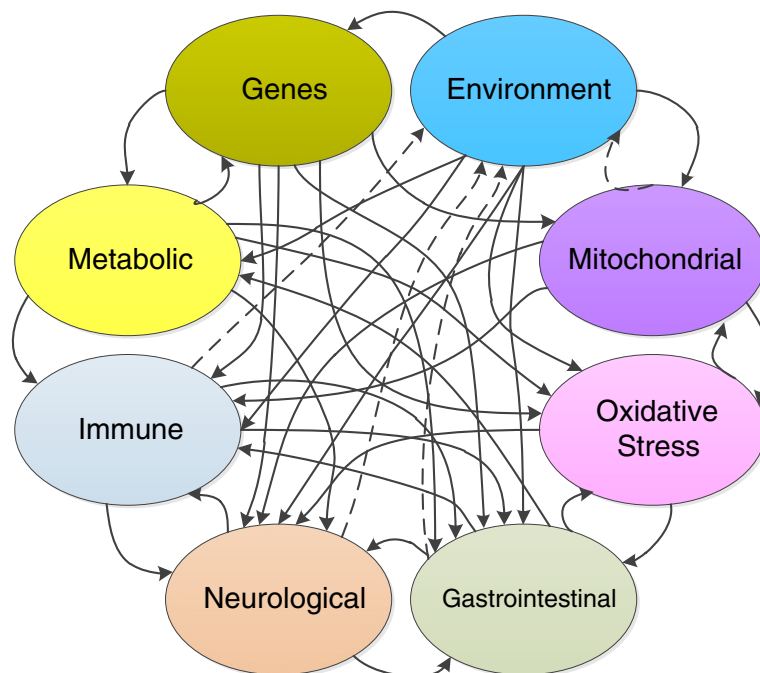 Genes
Environment
Metabolic
Mitochondrial
Immune
Oxidative
Stress
Neurological
Gastrointestinal